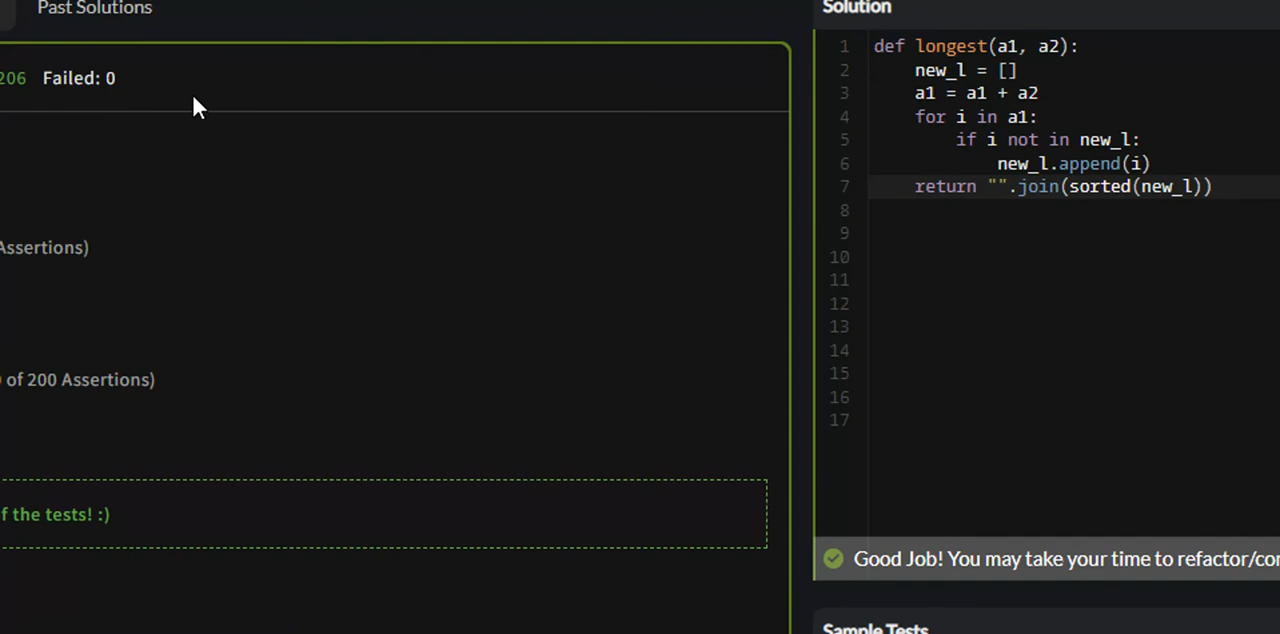 Past Solutions
206 Failed: 0
Assertions)
of 200 Assertions)
f the tests! :)
Solution
1 def longest(a1, a2):
2 new_l = []
3 a1 = a1 + a2
4 for i in a1:
5 if i not in new_l:
6 new_l.append(i)
7 return "".join(sorted(new_l))
8
9
10
11
12
13
14
15
16
17
Good Job! You may take your time to refactor/co
Sample Tests